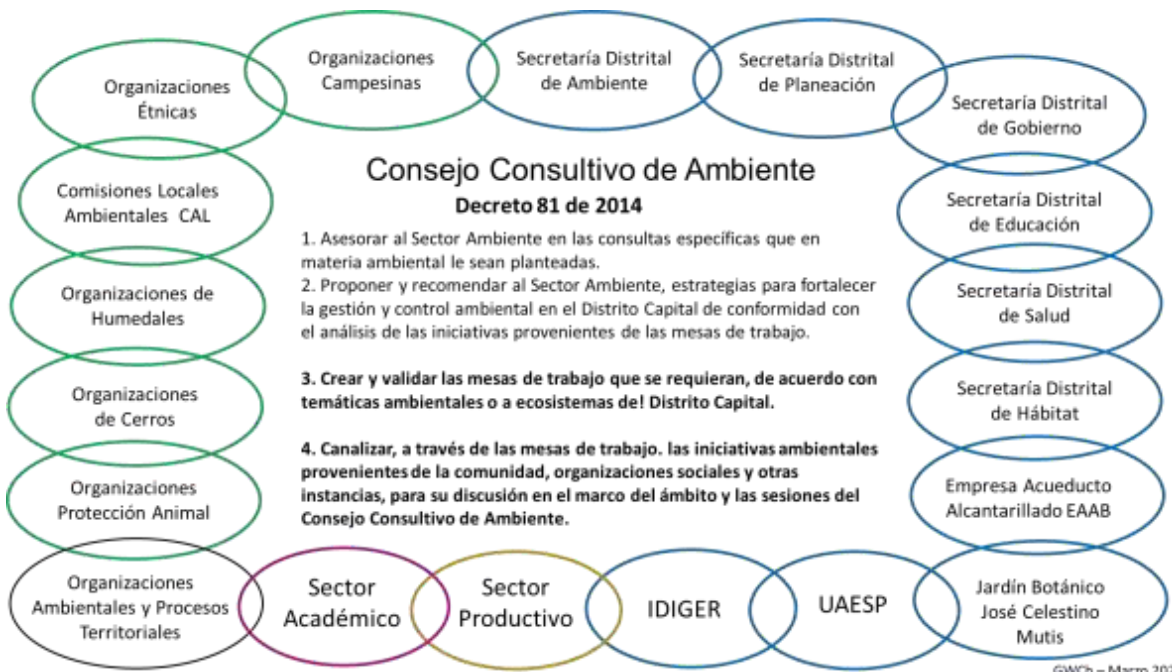 Organizaciones
Campesinas
Secretaría Distrital
de Ambiente
Secretaría Distrital
de Planeación
Organizaciones
Étnicas
Secretaría Distrital
de Gobierno
Comisiones Locales
Ambientales CAL
Secretaría Distrital
de Educación
Organizaciones de
Humedales
Secretaría Distrital
de Salud
Organizaciones
de Cerros
Secretaría Distrital
de Hábitat
Organizaciones
Protección Animal
Empresa Acueducto
Alcantarillado EAAB
Consejo Consultivo de Ambiente
Decreto 81 de 2014
1. Asesorar al Sector Ambiente en las consultas específicas que en
materia ambiental le sean planteadas.
2. Proponer y recomendar al Sector Ambiente, estrategias para fortalecer
la gestión y control ambiental en el Distrito Capital de conformidad con
el análisis de las iniciativas provenientes de las mesas de trabajo.
3. Crear y validar las mesas de trabajo que se requieran, de acuerdo con
temáticas ambientales o a ecosistemas de! Distrito Capital.
4. Canalizar, a través de las mesas de trabajo. las iniciativas ambientales
provenientes de la comunidad, organizaciones sociales y otras
instancias, para su discusión en el marco del ámbito y las sesiones del
Consejo Consultivo de Ambiente.
Organizaciones
Ambientales y Procesos
Territoriales
Sector
Académico
Sector
Productivo
IDIGER
UAESP
Jardín Botánico
José Celestino
Mutis
GWCh – Marzo 202